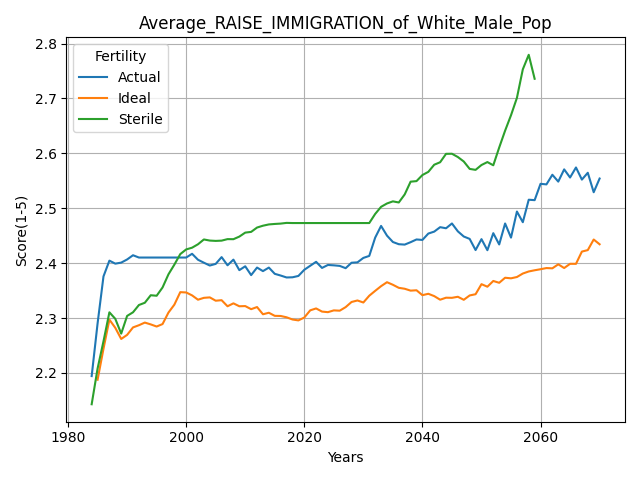 Average_RAISE_IMMIGRATION_of_White_Male_Pop
Fertility
Actual
Ideal
Sterile
Score(1-5)
2.8
2.7
2.6
2.5
2.4
2.3
2.2
1980 2000 2020 2040 2060
Years